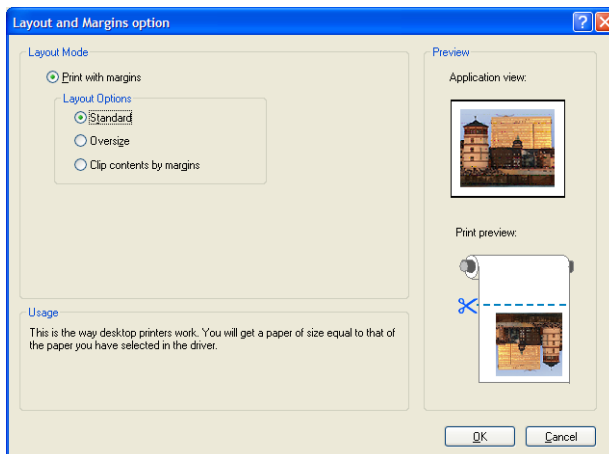 Layout and Margins option
Layout Mode
Print with margins
Layout Options
Standard
Oversize
Clip contents by margins
Usage
This is the way desktop printers work. You will get a paper of size equal to that of
the paper you have selected in the driver.
Preview
Application view:
Print preview:
OK
Cancel